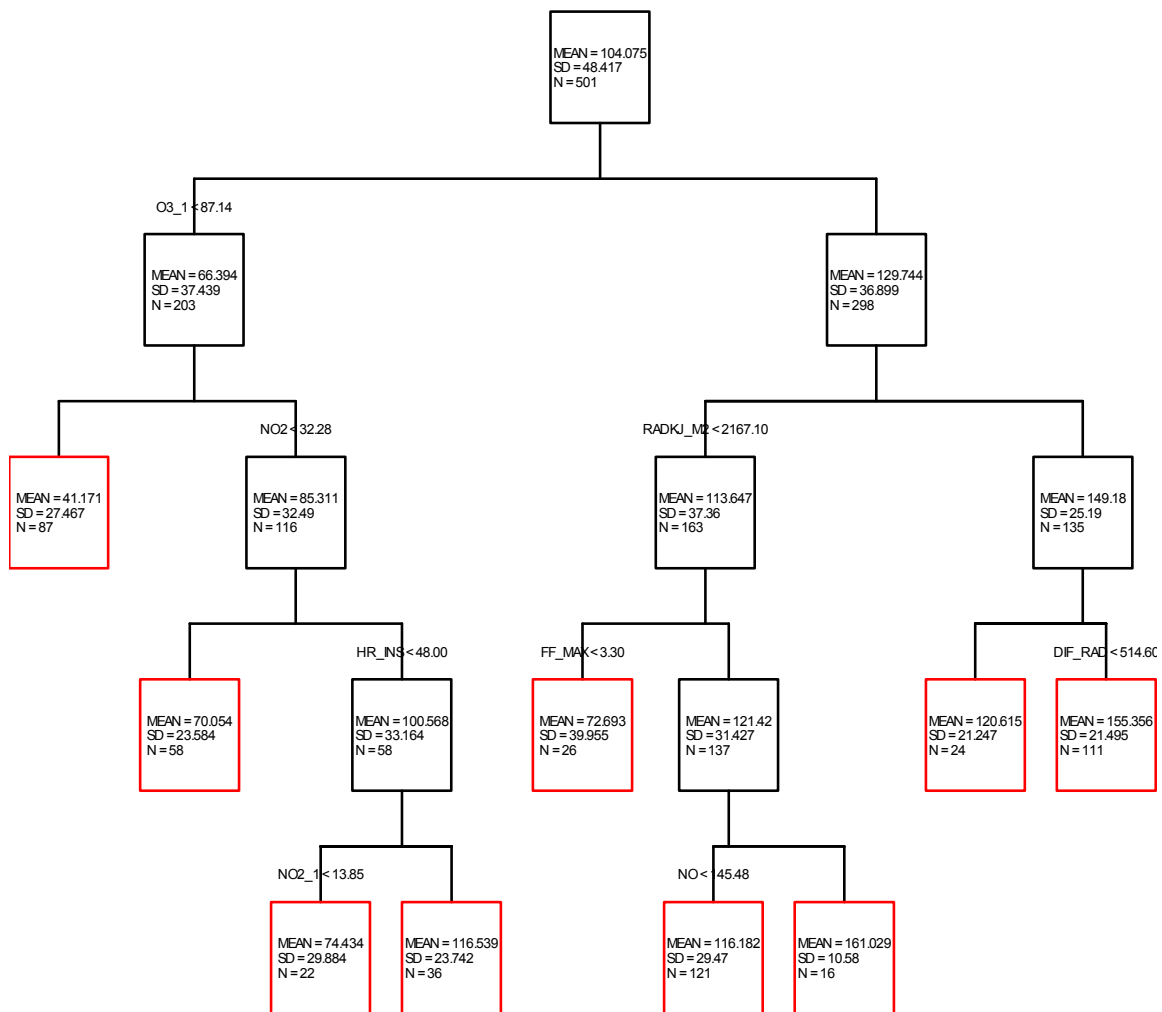 MEAN = 104.075
SD = 48.417
N = 501
O3_1 < 87.14
MEAN = 66.394
SD = 37.439
N = 203
MEAN = 129.744
SD = 36.899
N = 298
NO2 < 32.28
RADKJ_M2 < 2167.10
MEAN = 41.171
SD = 27.467
N = 87
MEAN = 85.311
SD = 32.49
N = 116
MEAN = 113.647
SD = 37.36
N = 163
MEAN = 149.18
SD = 25.19
N = 135
HR_INS < 48.00
FF_MAX < 3.30
DIF_RAD < 514.60
MEAN = 70.054
SD = 23.584
N = 58
MEAN = 100.568
SD = 33.164
N = 58
MEAN = 72.693
SD = 39.955
N = 26
MEAN = 121.42
SD = 31.427
N = 137
MEAN = 120.615
SD = 21.247
N = 24
MEAN = 155.356
SD = 21.495
N = 111
NO2_1 < 13.85
NO < 145.48
MEAN = 74.434
SD = 29.884
N = 22
MEAN = 116.539
SD = 23.742
N = 36
MEAN = 116.182
SD = 29.47
N = 121
MEAN = 161.029
SD = 10.58
N = 16